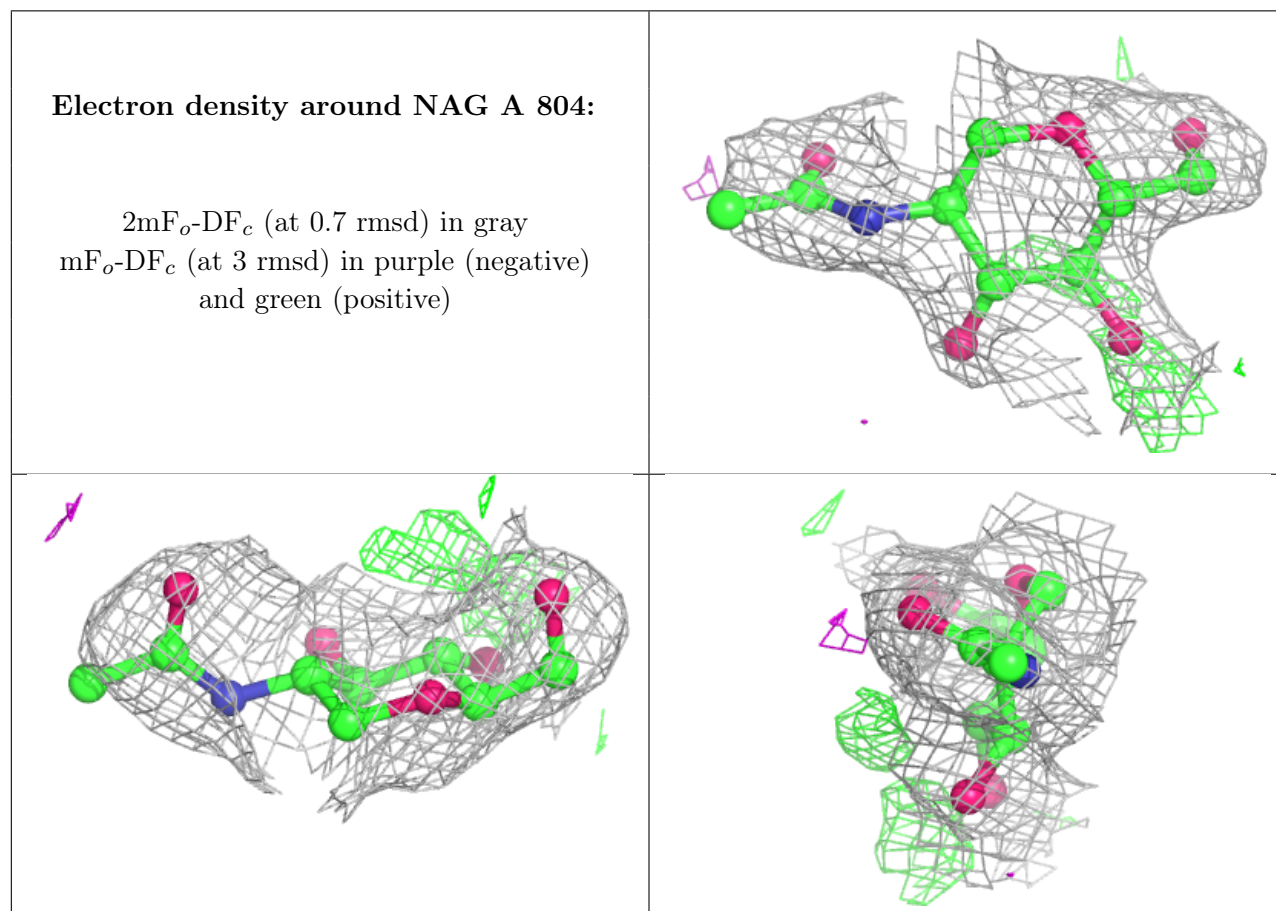 Electron density around NAG A 804:
2mFo-DFc (at 0.7 rmsd) in gray
mFo-DFc (at 3 rmsd) in purple (negative)
and green (positive)